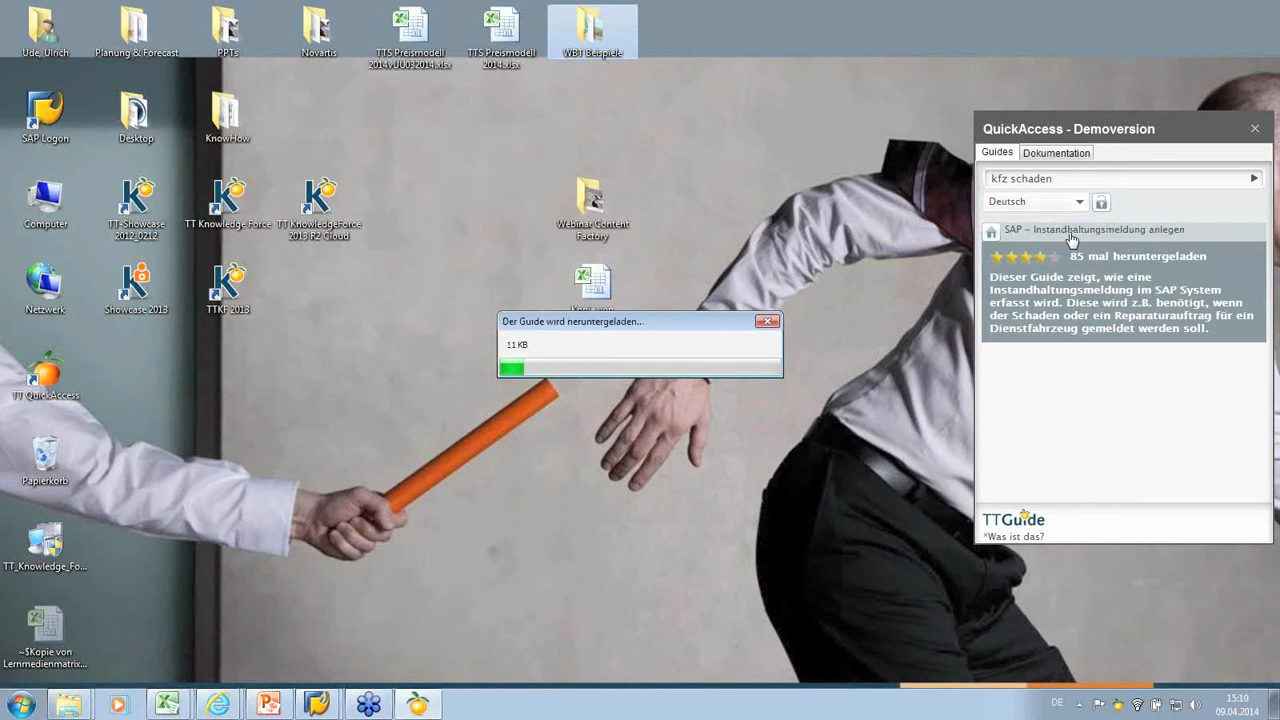 Ude, Ulrich
Planung & Forecast
PPTs
Novartis
TTS Preismodell
2014vUU032014.xlsx
TTS Preismodell
2014.xlsx
WBT Beispiele
SAP Logon
Desktop
KnowHow
Computer
TT-Showcase
2012_0212
TT Knowledge Force
TT KnowledgeForce
2013 R2 Cloud
Webinar Content
Factory
Netzwerk
Showcase 2013
TTKF 2013
Kopie von
TT QuickAccess
Papierkorb
TT_Knowledge_Fo...
~$Kopie von
Lernmedienmatrix...
Der Guide wird heruntergeladen...
11 KB
QuickAccess - Demoversion
Guides
Dokumentation
kfz schaden
Deutsch
SAP - Instandhaltungsmeldung anlegen
85 mal heruntergeladen
Dieser Guide zeigt, wie eine
Instandhaltungsmeldung im SAP System
erfasst wird. Diese wird z.B. benötigt, wenn
der Schaden oder ein Reparaturauftrag für ein
Dienstfahrzeug gemeldet werden soll.
TTGuide
*Was ist das?
DE
15:10
09.04.2014